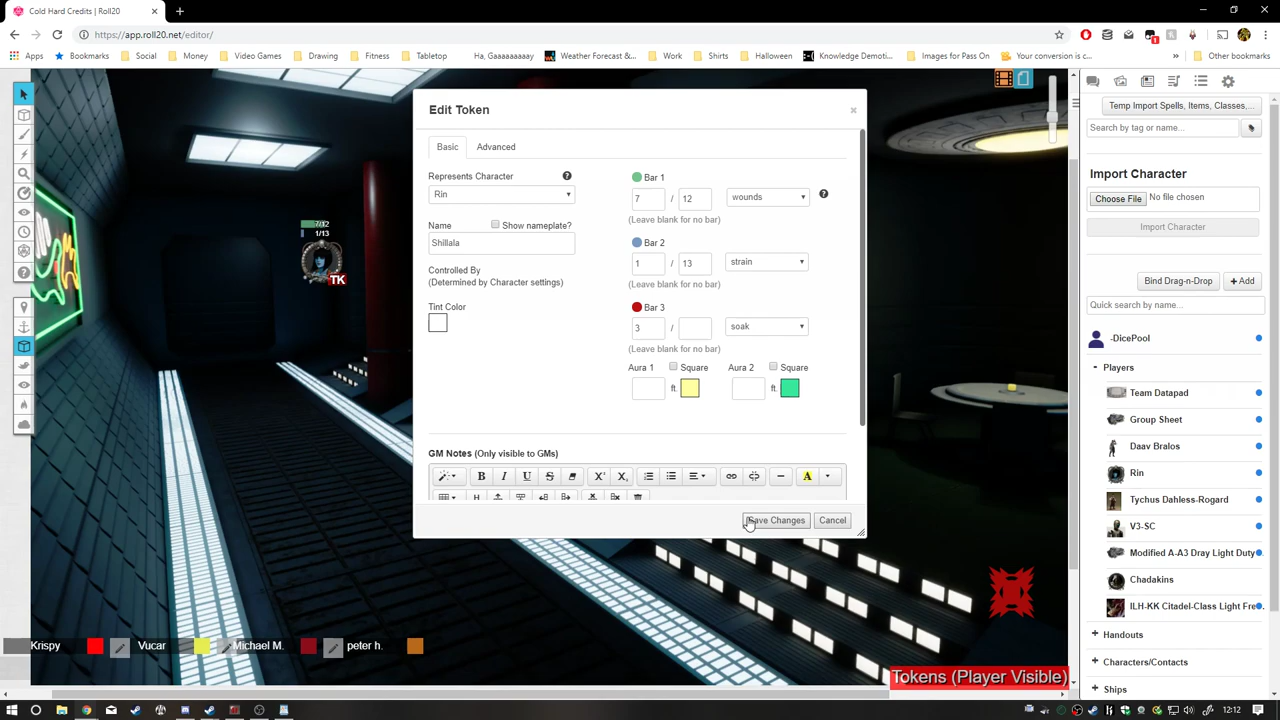 Cold Hard Credits | Roll20
https://app.roll20.net/editor/
Apps
Bookmarks
Social
Money
Video Games
Drawing
Fitness
Tabletop
Ha, Gaaaaaaaay
Weather Forecast &...
Work
Shirts
Halloween
Knowledge Demoti...
Images for Pass On
Your conversion is c...
»
Other bookmarks
Edit Token
×
Basic
Advanced
Represents Character
Rin
Name
Show nameplate?
Shillala
Controlled By
(Determined by Character settings)
Tint Color
Bar 1
7 / 12 wounds
(Leave blank for no bar)
Bar 2
1 / 13 strain
(Leave blank for no bar)
Bar 3
3 / soak
(Leave blank for no bar)
Aura 1 Square Aura 2 Square
ft. ft.
GM Notes (Only visible to GMs)
B I U S
Save Changes
Cancel
7/12
1/13
TK
Temp Import Spells, Items, Classes,...
Search by tag or name...
Import Character
Choose File No file chosen
Import Character
Bind Drag-n-Drop
+ Add
Quick search by name...
-DicePool
- Players
Team Datapad
Group Sheet
Daav Bralos
Rin
Tychus Dahless-Rogard
V3-SC
Modified A-A3 Dray Light Duty
Chadakins
ILH-KK Citadel-Class Light Fre...
+ Handouts
+ Characters/Contacts
+ Ships
Krispy
Vucar
Michael M.
peter h.
Tokens (Player Visible)
12:12